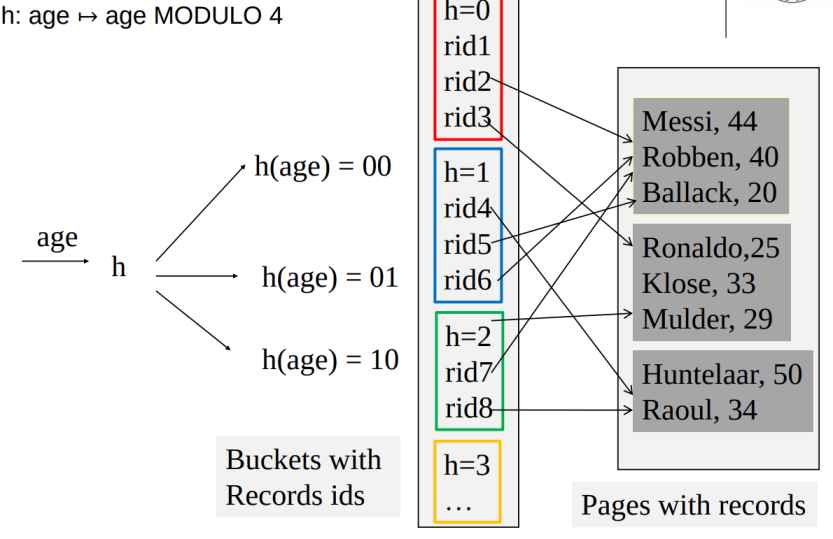 h: age ↦ age MODULO 4
age
h
h(age) = 00
h(age) = 01
h(age) = 10
Buckets with
Records ids
h=0
rid1
rid2
rid3
h=1
rid4
rid5
rid6
h=2
rid7
rid8
h=3
…
Messi, 44
Robben, 40
Ballack, 20
Ronaldo,25
Klose, 33
Mulder, 29
Huntelaar, 50
Raoul, 34
Pages with records